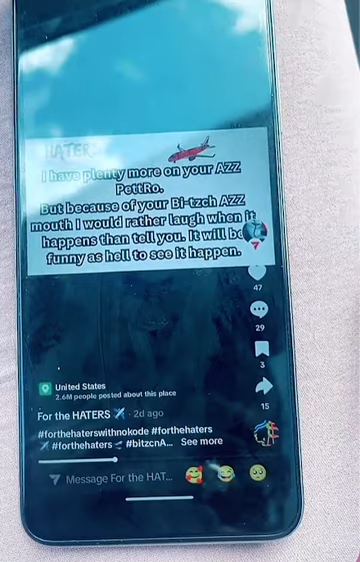 HATER
I have plenty more on your AZZ
PettRo.
But because of your Bi-tzch AZZ
mouth I would rather laugh when it
happens than tell you. It will be
funny as hell to see it happen.
47
29
3
15
United States
2.6M people posted about this place
For the HATERS ✈️ · 2d ago
#forthehaterswithnokode #forthehaters
✈️ #forthehaters 🛫 #bitzcnA... See more
Message For the HAT...